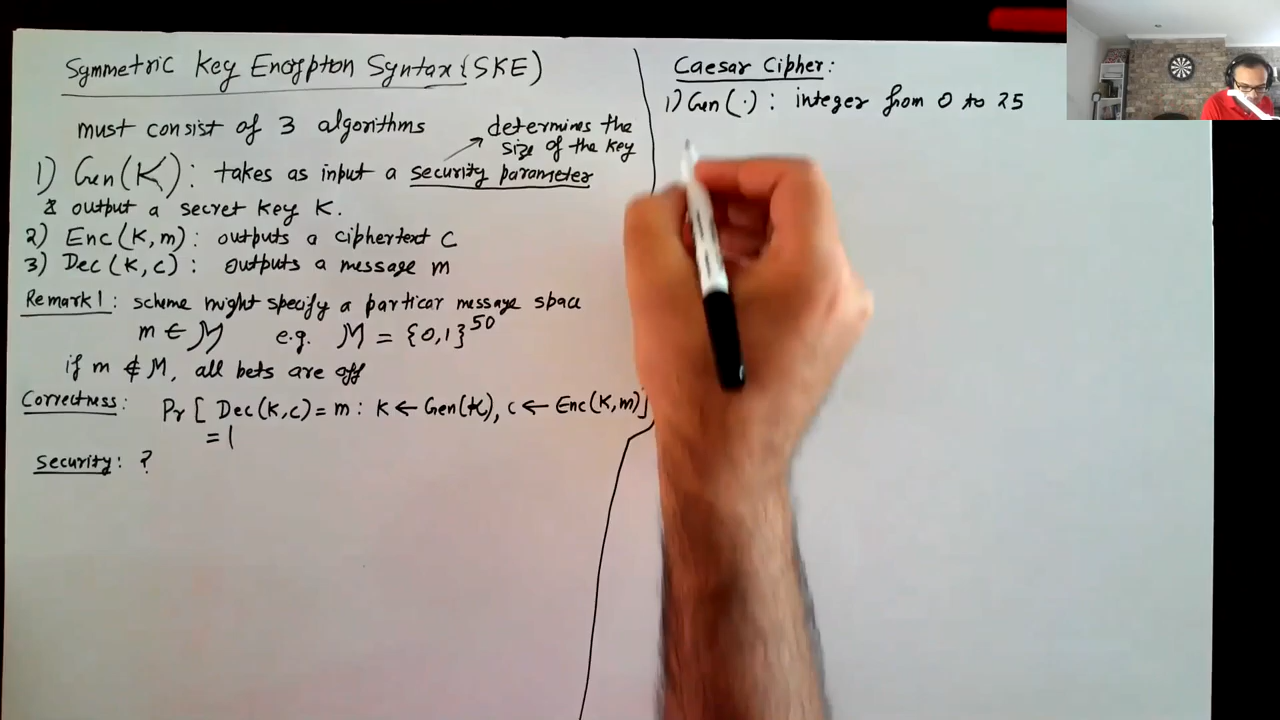 Symmetric Key Encryption Syntax (SKE)
must consist of 3 algorithms
determines the
size of the key
1) Gen(K): takes as input a security parameter
& output a secret key K.
2) Enc(K,m): outputs a ciphertext C
3) Dec(K,c): outputs a message m
Remark1: scheme might specify a particar message space
m ∈ M e.g. M = {0,1}^50
if m ∉ M, all bets are off
Correctness: Pr [ Dec(K,c) = m : K ← Gen(K), c ← Enc(K,m)]
= 1
Security: ?
Caesar Cipher:
1) Gen(·): integer from 0 to 25